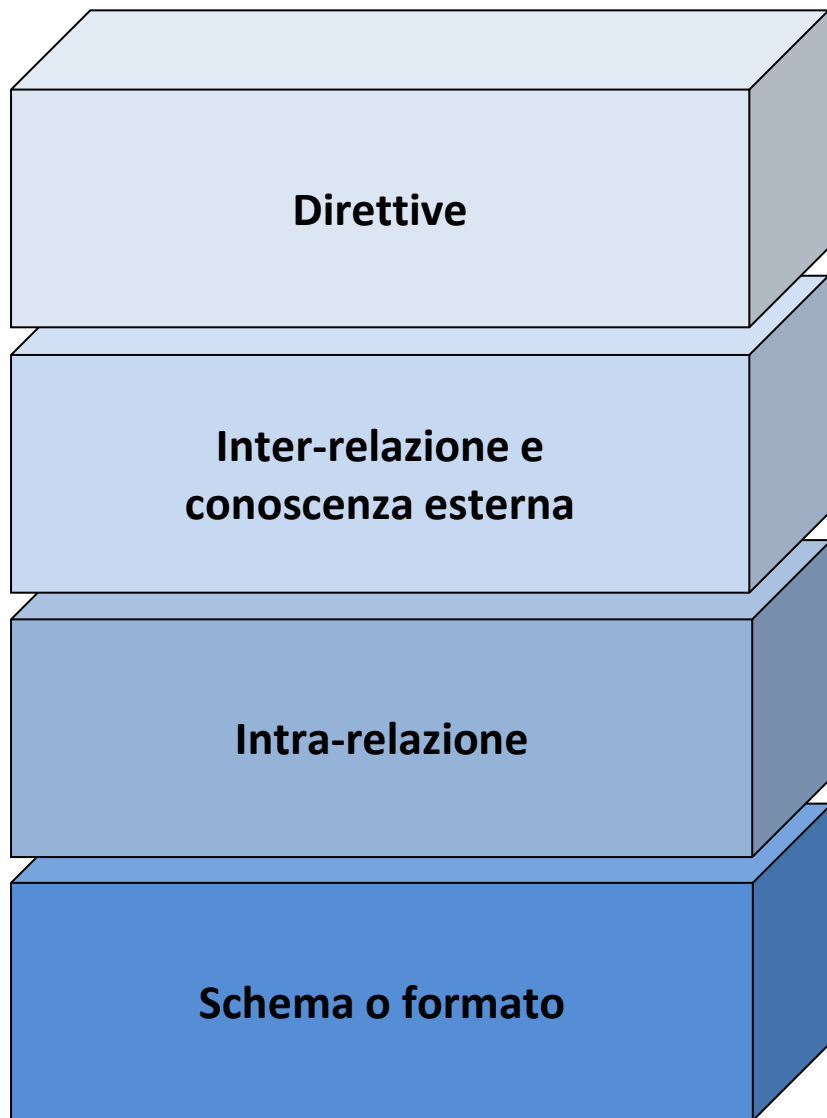 Direttive
Inter-relazione e
conoscenza esterna
Intra-relazione
Schema o formato